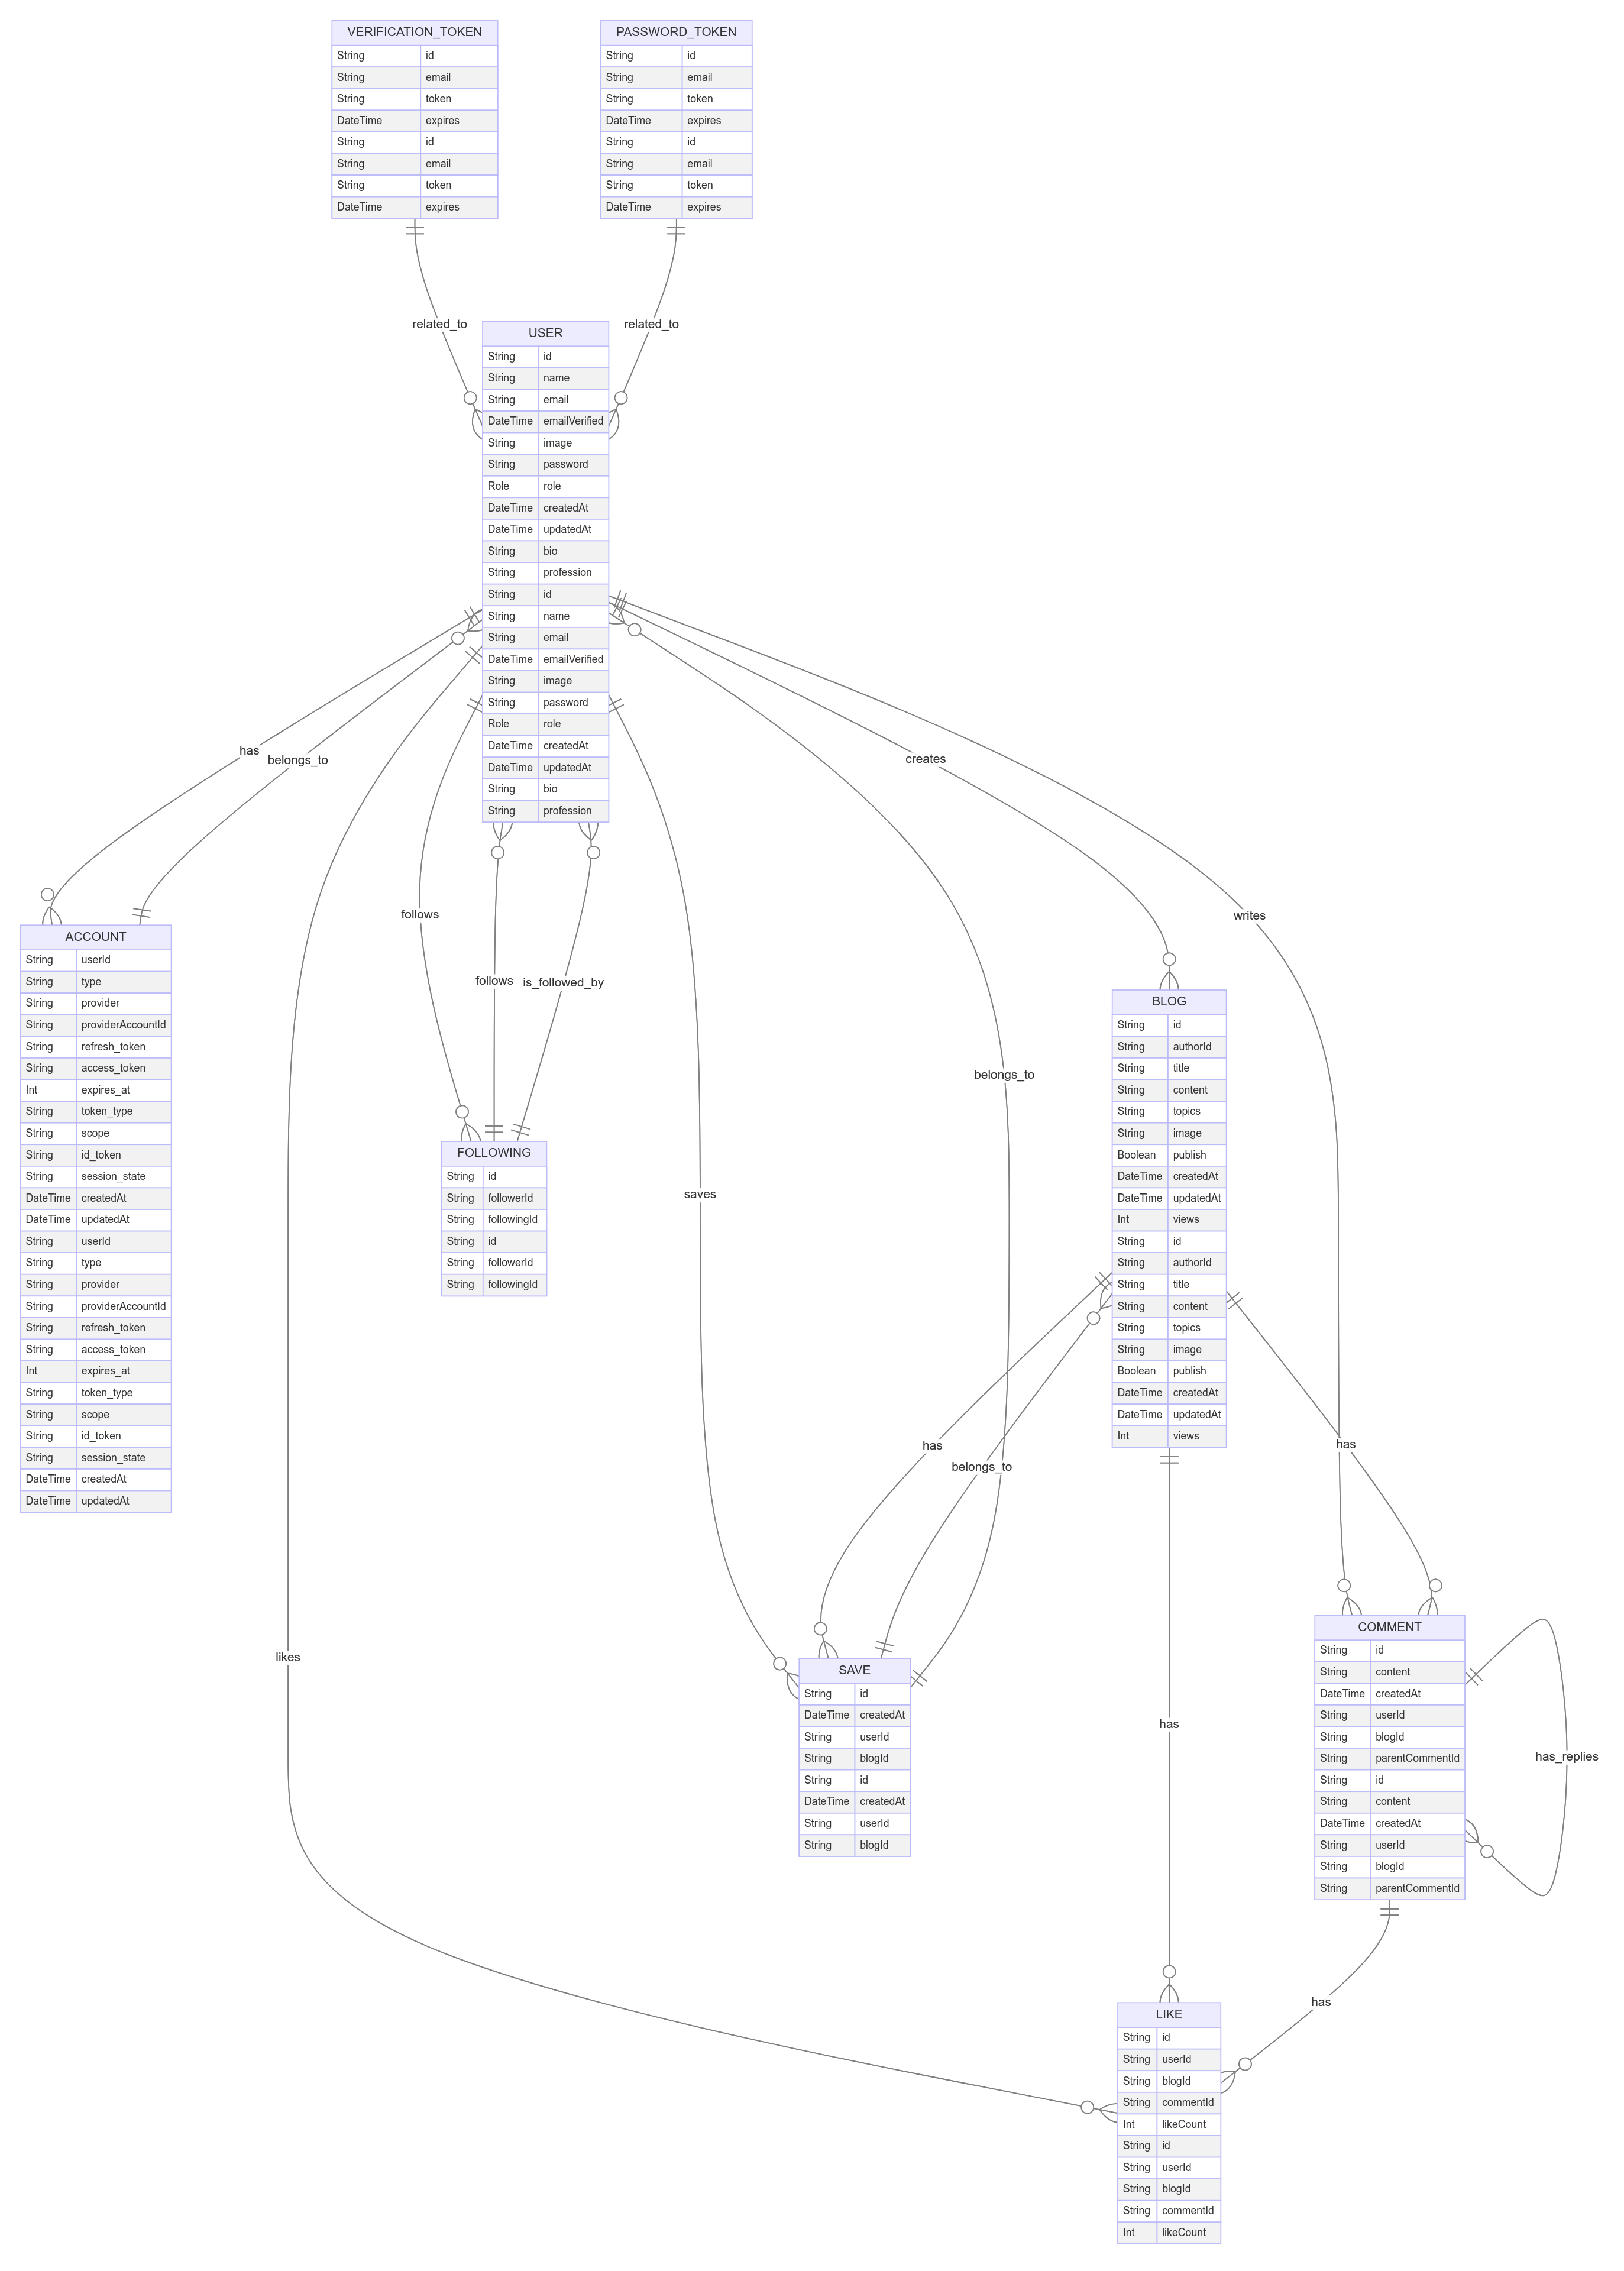 VERIFICATION_TOKEN
String id
String email
String token
DateTime expires
String id
String email
String token
DateTime expires
PASSWORD_TOKEN
String id
String email
String token
DateTime expires
String id
String email
String token
DateTime expires
related_to
related_to
USER
String id
String name
String email
DateTime emailVerified
String image
String password
Role role
DateTime createdAt
DateTime updatedAt
String bio
String profession
String id
String name
String email
DateTime emailVerified
String image
String password
Role role
DateTime createdAt
DateTime updatedAt
String bio
String profession
has
belongs_to
creates
follows
writes
follows
is_followed_by
ACCOUNT
String userId
String type
String provider
String providerAccountId
String refresh_token
String access_token
Int expires_at
String token_type
String scope
String id_token
String session_state
DateTime createdAt
DateTime updatedAt
String userId
String type
String provider
String providerAccountId
String refresh_token
String access_token
Int expires_at
String token_type
String scope
String id_token
String session_state
DateTime createdAt
DateTime updatedAt
FOLLOWING
String id
String followerId
String followingId
String id
String followerId
String followingId
saves
belongs_to
BLOG
String id
String authorId
String title
String content
String topics
String image
Boolean publish
DateTime createdAt
DateTime updatedAt
Int views
String id
String authorId
String title
String content
String topics
String image
Boolean publish
DateTime createdAt
DateTime updatedAt
Int views
has
belongs_to
has
likes
SAVE
String id
DateTime createdAt
String userId
String blogId
String id
DateTime createdAt
String userId
String blogId
has
COMMENT
String id
String content
DateTime createdAt
String userId
String blogId
String parentCommentId
String id
String content
DateTime createdAt
String userId
String blogId
String parentCommentId
has_replies
has
LIKE
String id
String userId
String blogId
String commentId
Int likeCount
String id
String userId
String blogId
String commentId
Int likeCount